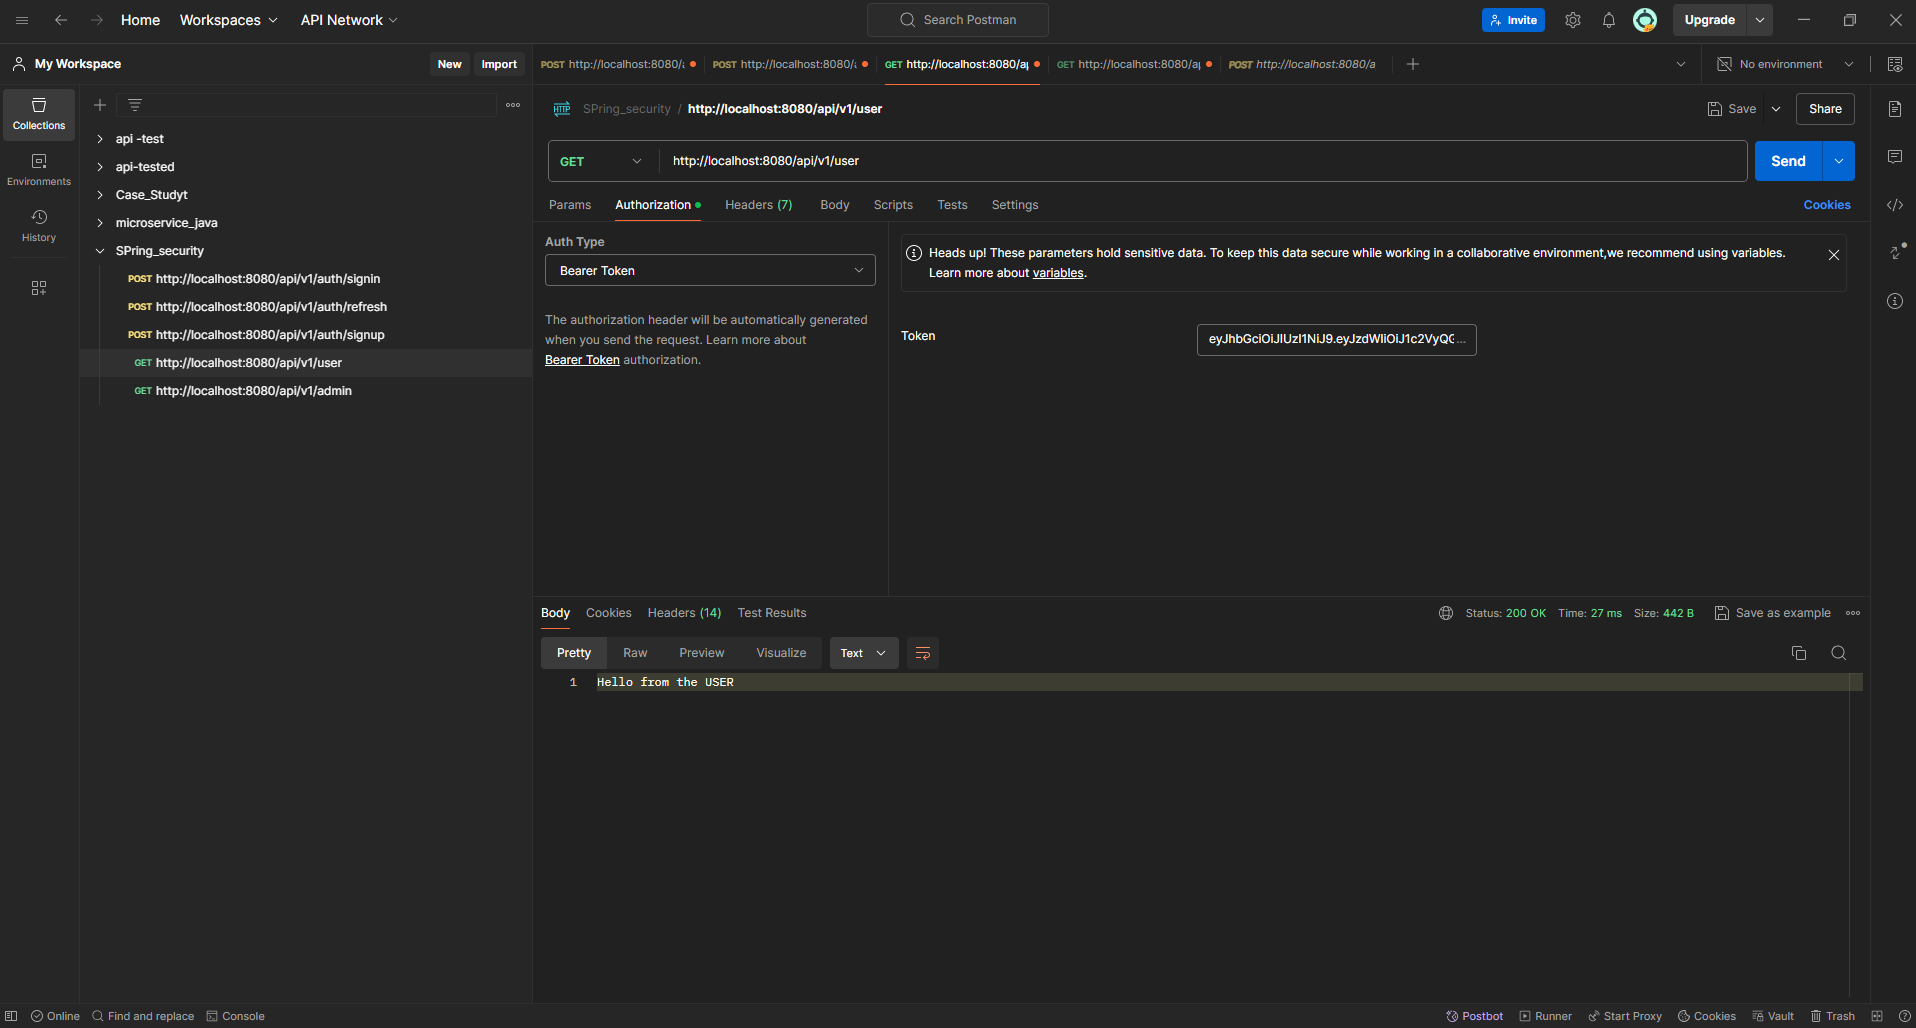 Home Workspaces API Network Search Postman Invite Upgrade
My Workspace New Import
POST http://localhost:8080/ POST http://localhost:8080/ GET http://localhost:8080/ap GET http://localhost:8080/ap POST http://localhost:8080/a No environment
Collections
Environments
History
api -test
api-tested
Case_Studyt
microservice_java
SPring_security
POST http://localhost:8080/api/v1/auth/signin
POST http://localhost:8080/api/v1/auth/refresh
POST http://localhost:8080/api/v1/auth/signup
GET http://localhost:8080/api/v1/user
GET http://localhost:8080/api/v1/admin
HTTP SPring_security / http://localhost:8080/api/v1/user Save Share
GET http://localhost:8080/api/v1/user Send
Params Authorization Headers (7) Body Scripts Tests Settings Cookies
Auth Type
Bearer Token
The authorization header will be automatically generated
when you send the request. Learn more about
Bearer Token authorization.
Heads up! These parameters hold sensitive data. To keep this data secure while working in a collaborative environment,we recommend using variables.
Learn more about variables.
Token eyJhbGciOiJIUzI1NiJ9.eyJzdWIiOiJ1c2VyQG...
Body Cookies Headers (14) Test Results Status: 200 OK Time: 27 ms Size: 442 B Save as example
Pretty Raw Preview Visualize Text
1 Hello from the USER
Online Find and replace Console Postbot Runner Start Proxy Cookies Vault Trash